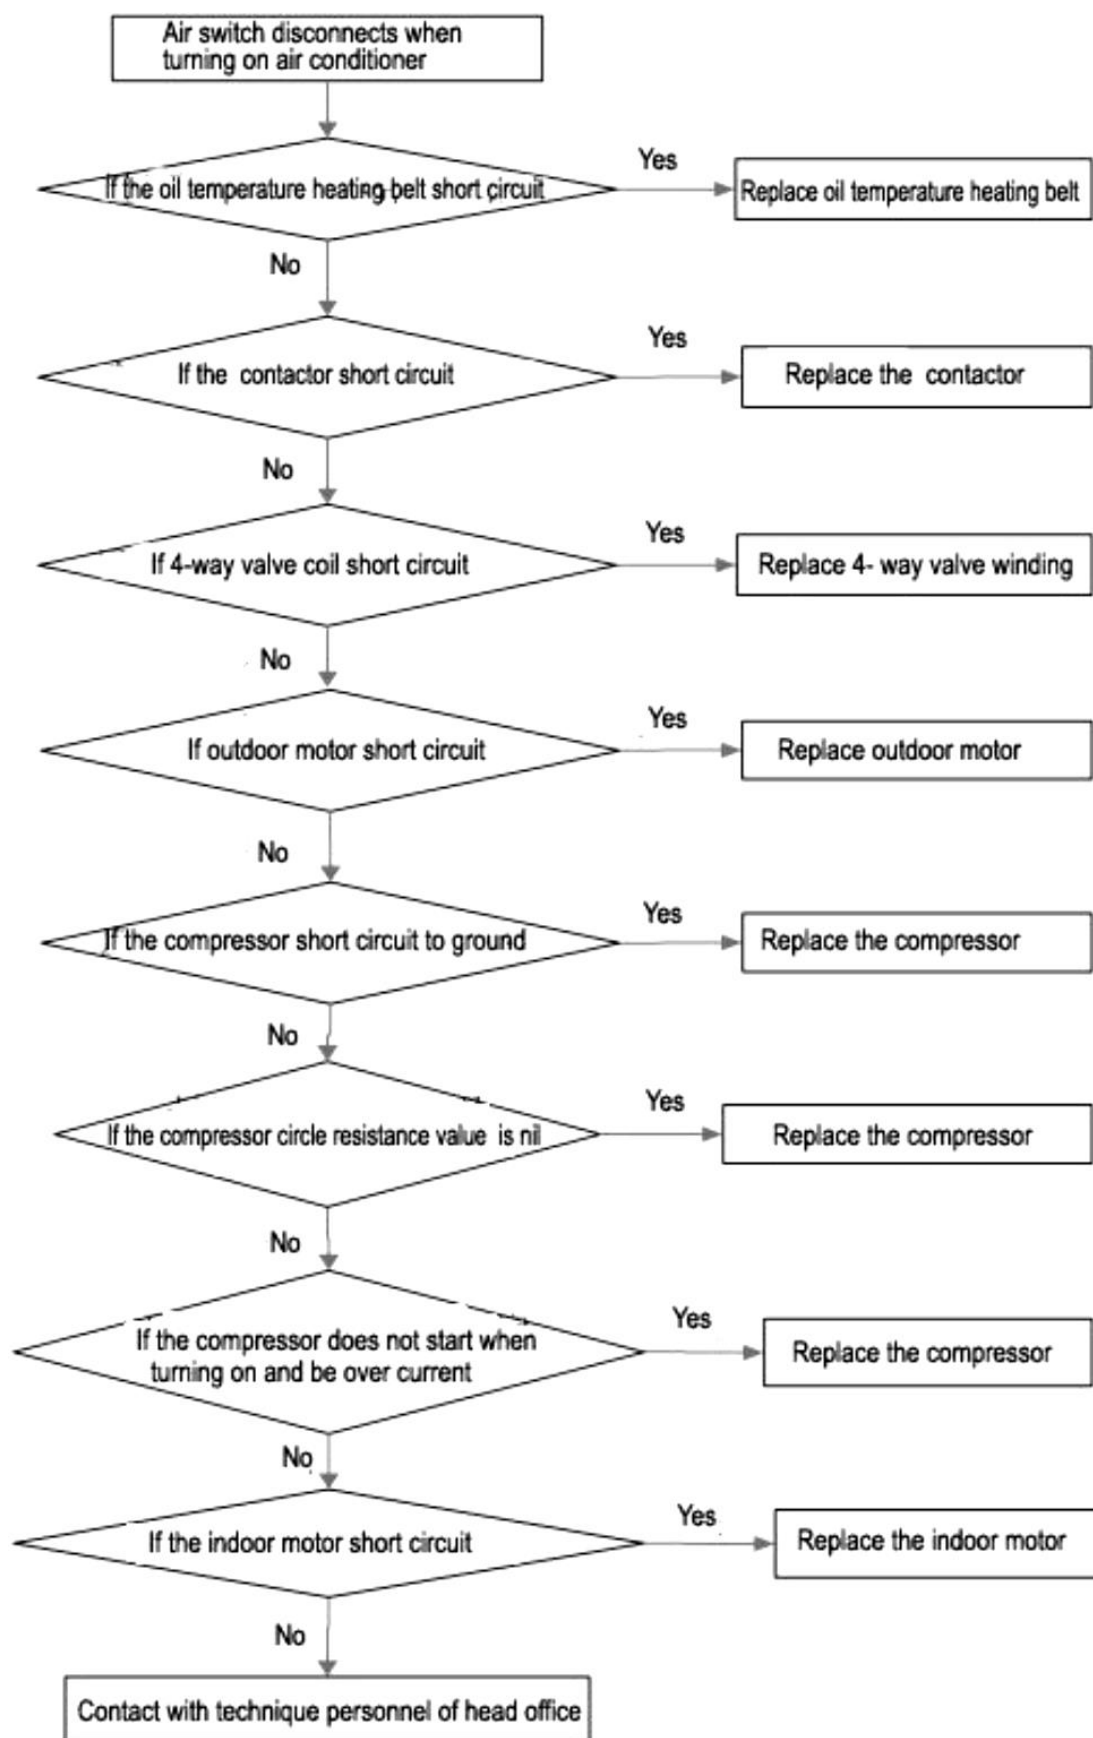 Air switch disconnects when
turning on air conditioner
If the oil temperature heating belt short circuit
Yes
Replace oil temperature heating belt
No
If the contactor short circuit
Yes
Replace the contactor
No
If 4-way valve coil short circuit
Yes
Replace 4- way valve winding
No
If outdoor motor short circuit
Yes
Replace outdoor motor
No
If the compressor short circuit to ground
Yes
Replace the compressor
No
If the compressor circle resistance value is nil
Yes
Replace the compressor
No
If the compressor does not start when
turning on and be over current
Yes
Replace the compressor
No
If the indoor motor short circuit
Yes
Replace the indoor motor
No
Contact with technique personnel of head office